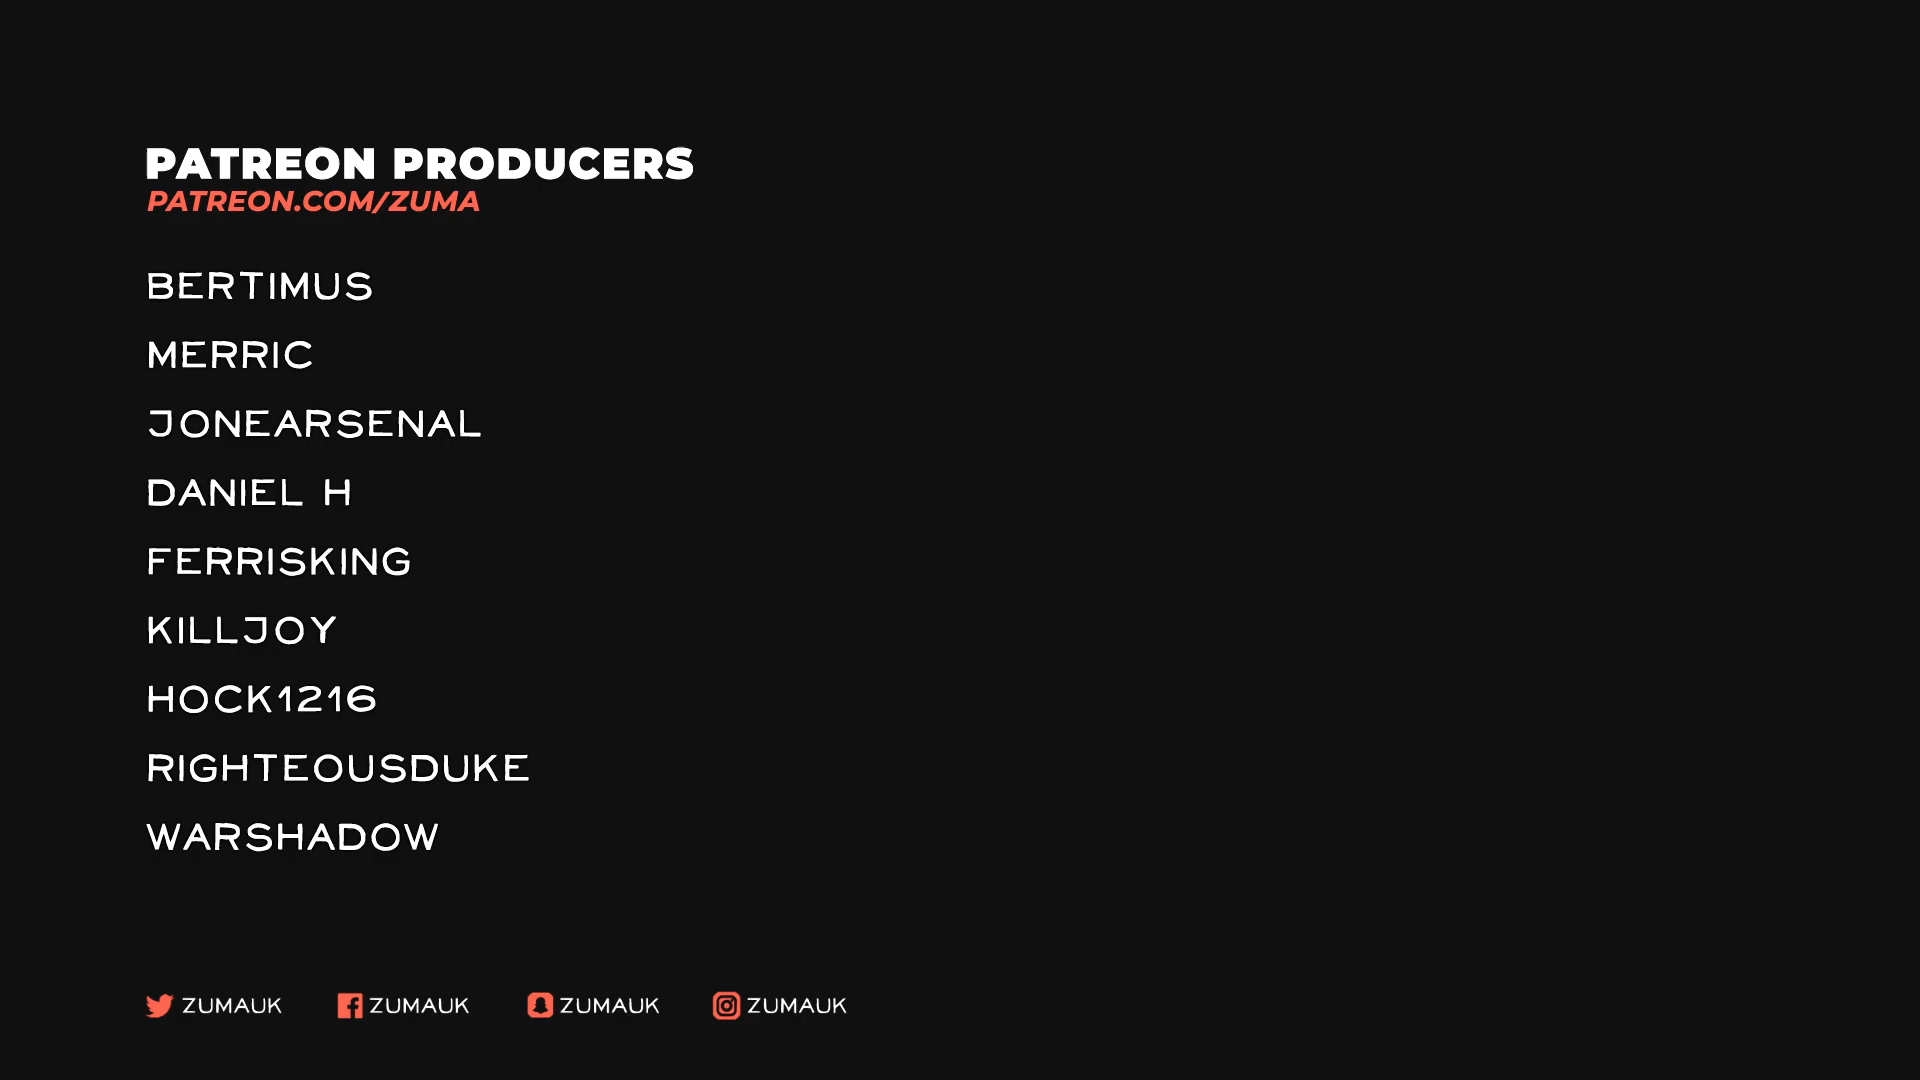 PATREON PRODUCERS
PATREON.COM/ZUMA
BERTIMUS
MERRIC
JONEARSENAL
DANIEL H
FERRISKING
KILLJOY
HOCK1216
RIGHTEOUSDUKE
WARSHADOW
ZUMAUK ZUMAUK ZUMAUK ZUMAUK